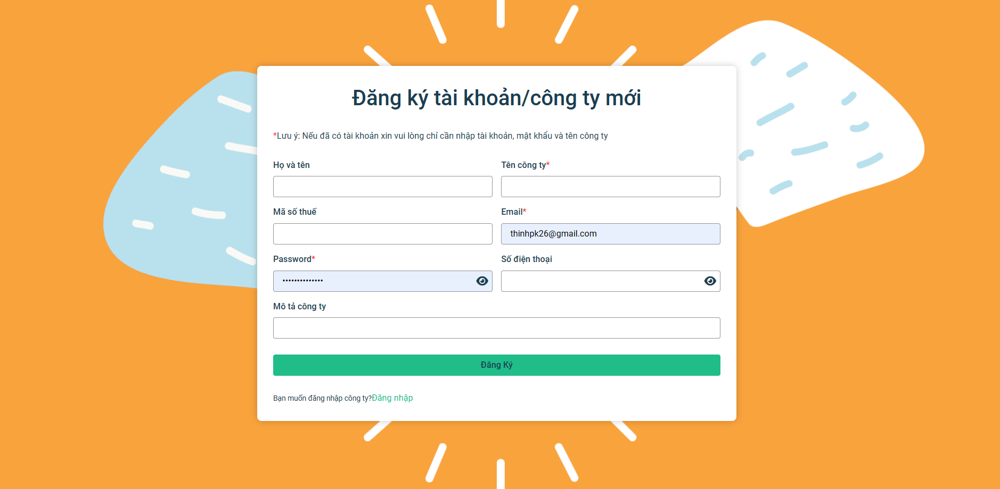 Đăng ký tài khoản/công ty mới
*Lưu ý: Nếu đã có tài khoản xin vui lòng chỉ cần nhập tài khoản, mật khẩu và tên công ty
Họ và tên
Tên công ty*
Mã số thuế
Email*
thinhpk26@gmail.com
Password*
Số điện thoại
••••••••••••••
Mô tả công ty
Đăng Ký
Bạn muốn đăng nhập công ty?Đăng nhập